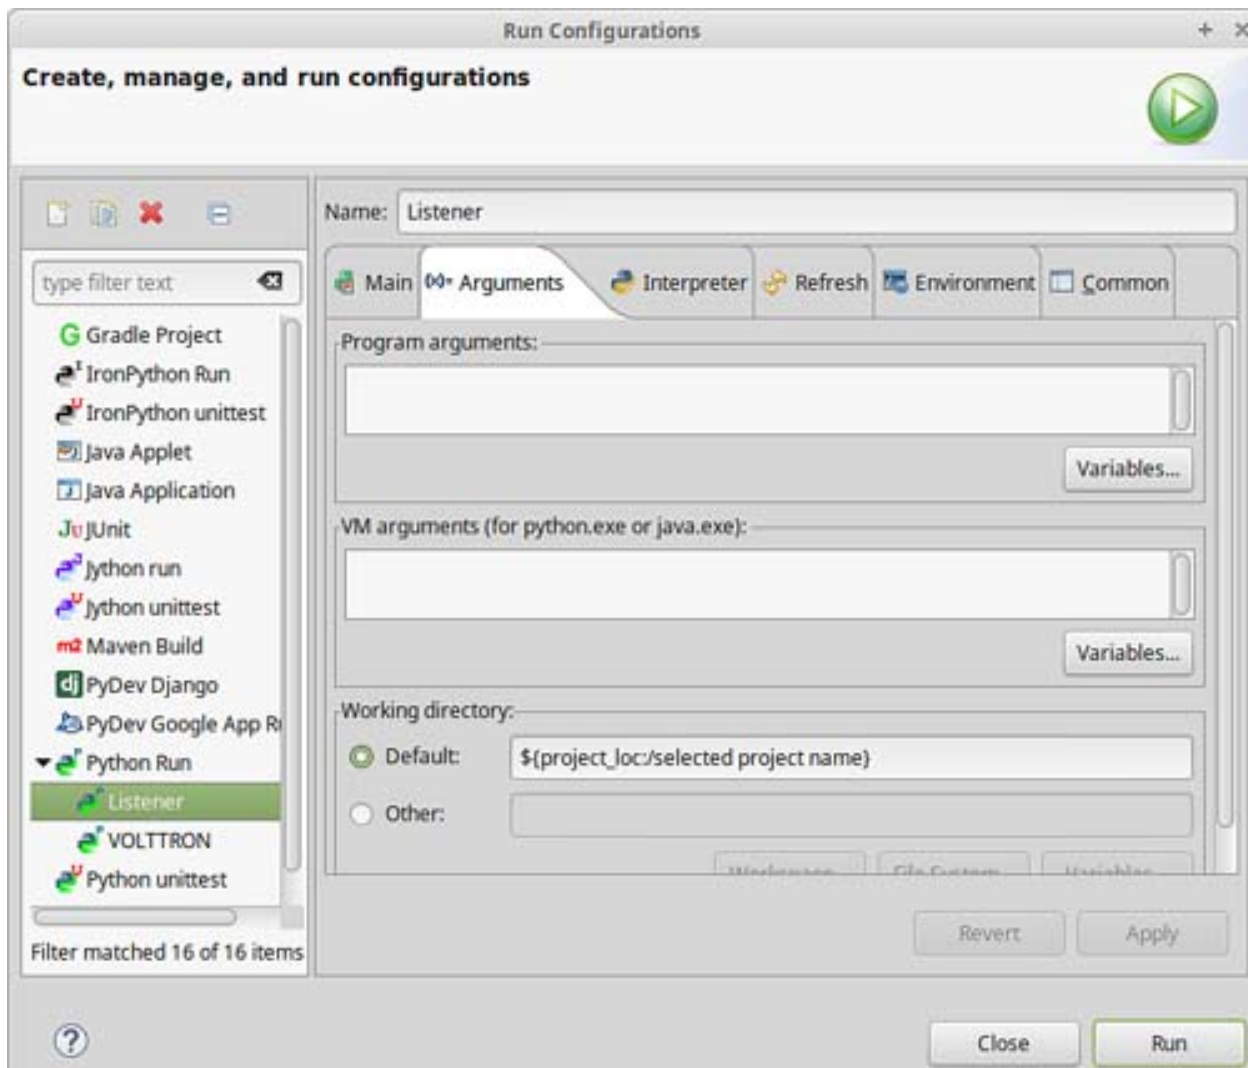 Run Configurations
Create, manage, and run configurations
Name: Listener
type filter text
Main
Arguments
Interpreter
Refresh
Environment
Common
Gradle Project
IronPython Run
IronPython unittest
Java Applet
Java Application
JUnit
Jython run
Jython unittest
Maven Build
PyDev Django
PyDev Google App
Python Run
Listener
VOLTTRON
Python unittest
Filter matched 16 of 16 items
Program arguments:
Variables...
VM arguments (for python.exe or java.exe):
Variables...
Working directory:
Default: ${project_loc:/selected project name}
Other:
Revert
Apply
Close
Run